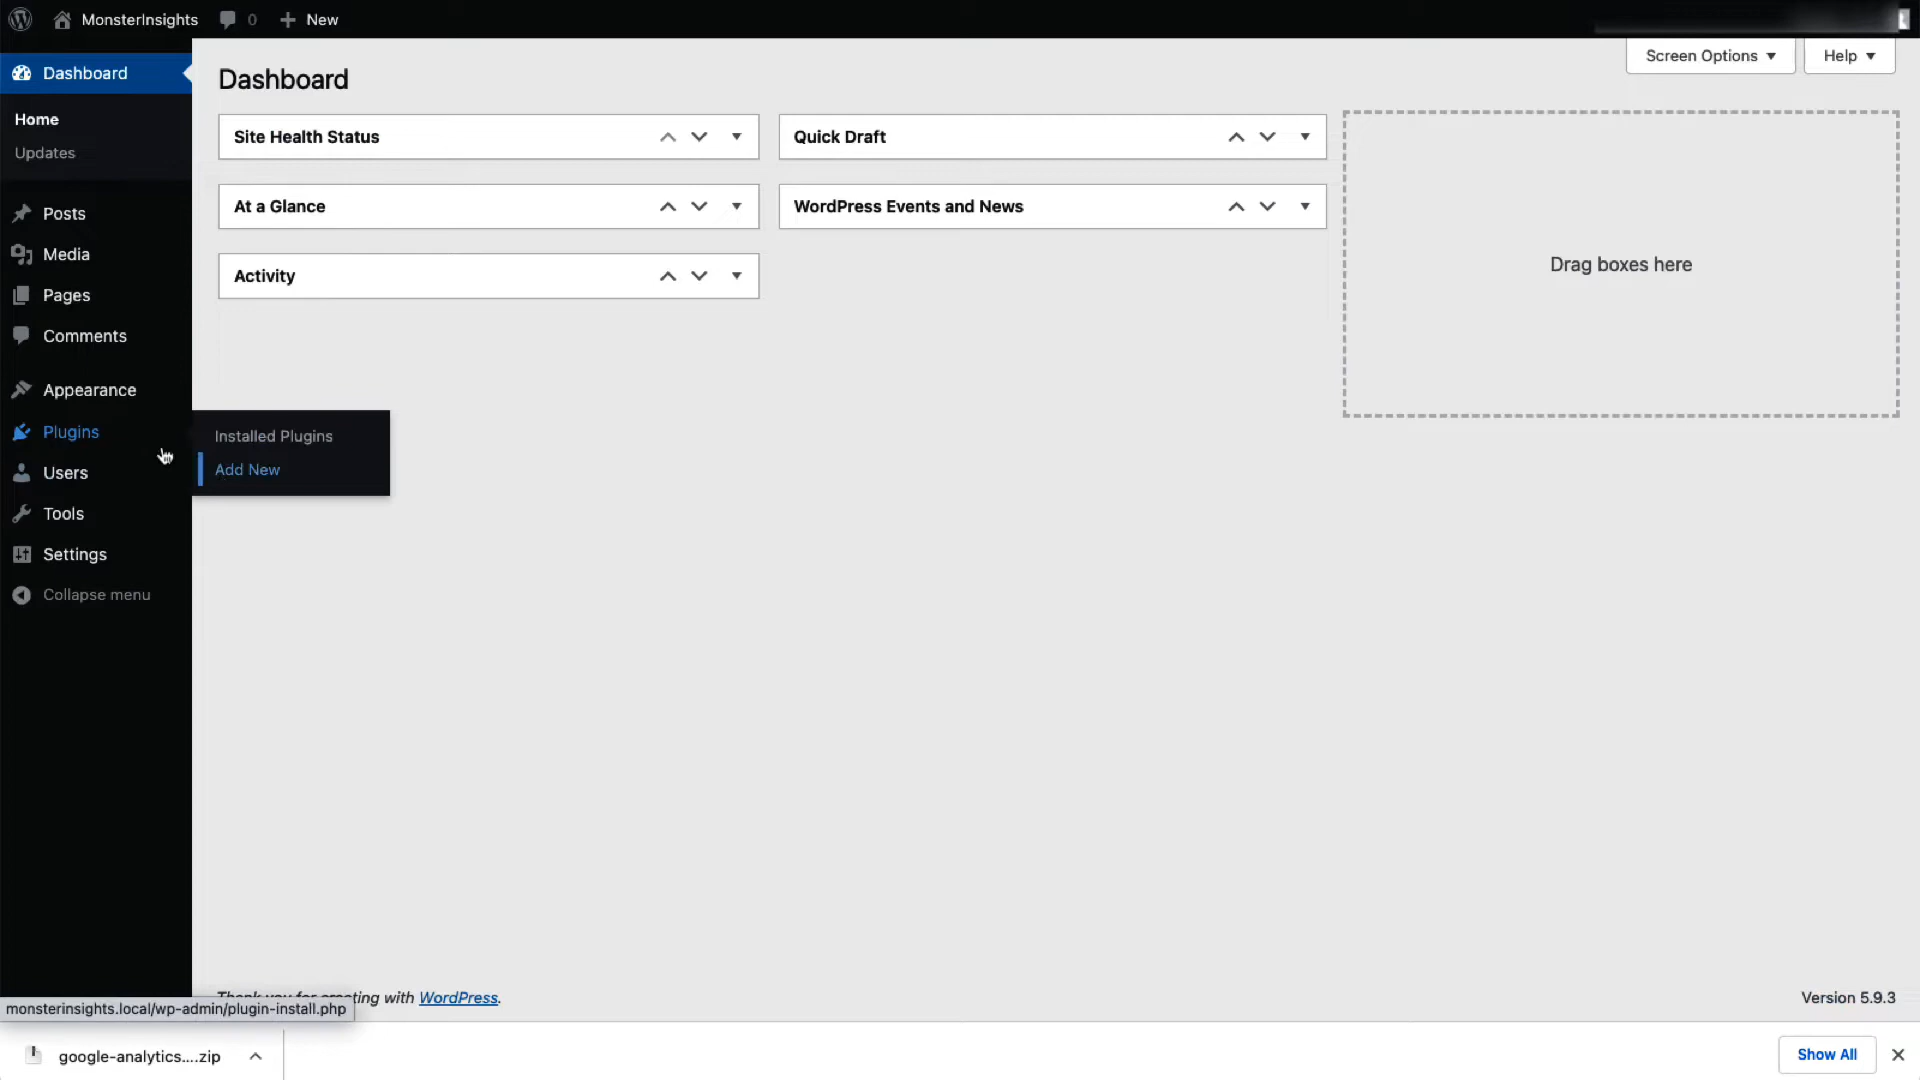 MonsterInsights
0
New
Screen Options
Help
Dashboard
Dashboard
Home
Updates
Posts
Media
Pages
Comments
Appearance
Plugins
Installed Plugins
Add New
Users
Tools
Settings
Collapse menu
Site Health Status
Quick Draft
At a Glance
WordPress Events and News
Activity
Drag boxes here
Thank you for creating with WordPress.
Version 5.9.3
monsterinsights.local/wp-admin/plugin-install.php
google-analytics....zip
Show All